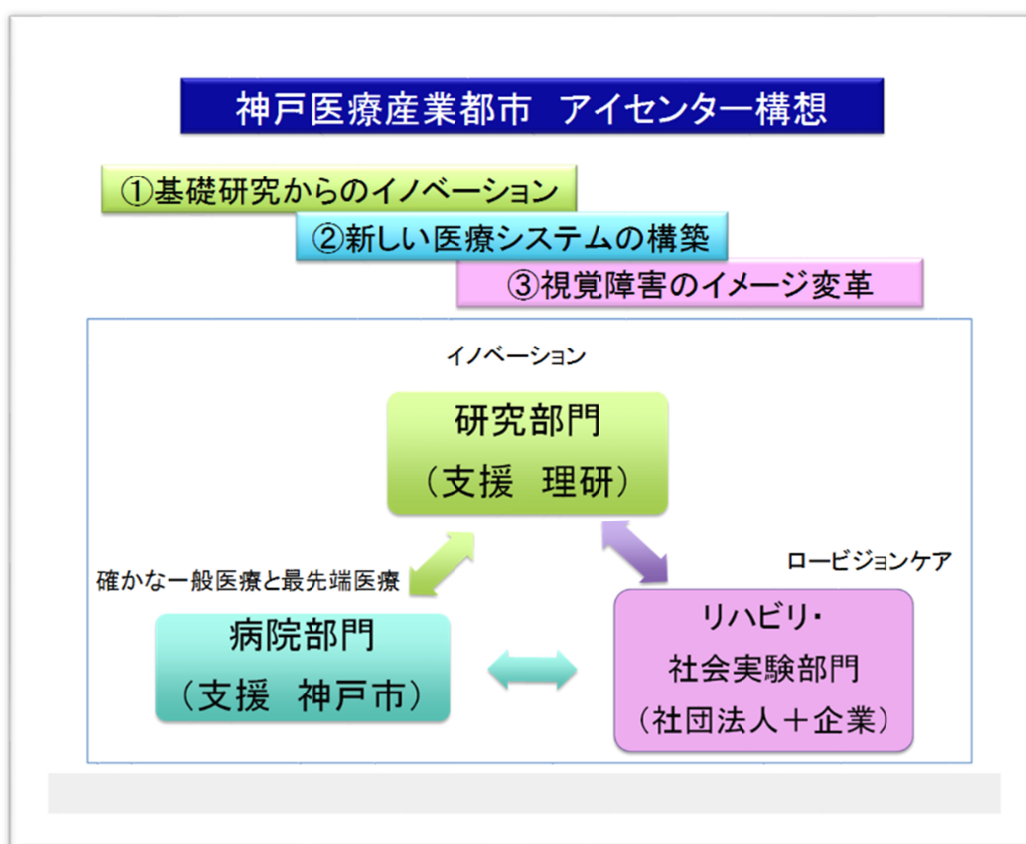 神戸医療産業都市　アイセンター構想
①基礎研究からのイノベーション
②新しい医療システムの構築
③視覚障害のイメージ変革
イノベーション
研究部門
（支援　理研）
ロービジョンケア
確かな一般医療と最先端医療
病院部門
（支援　神戸市）
リハビリ・
社会実験部門
（社団法人＋企業）